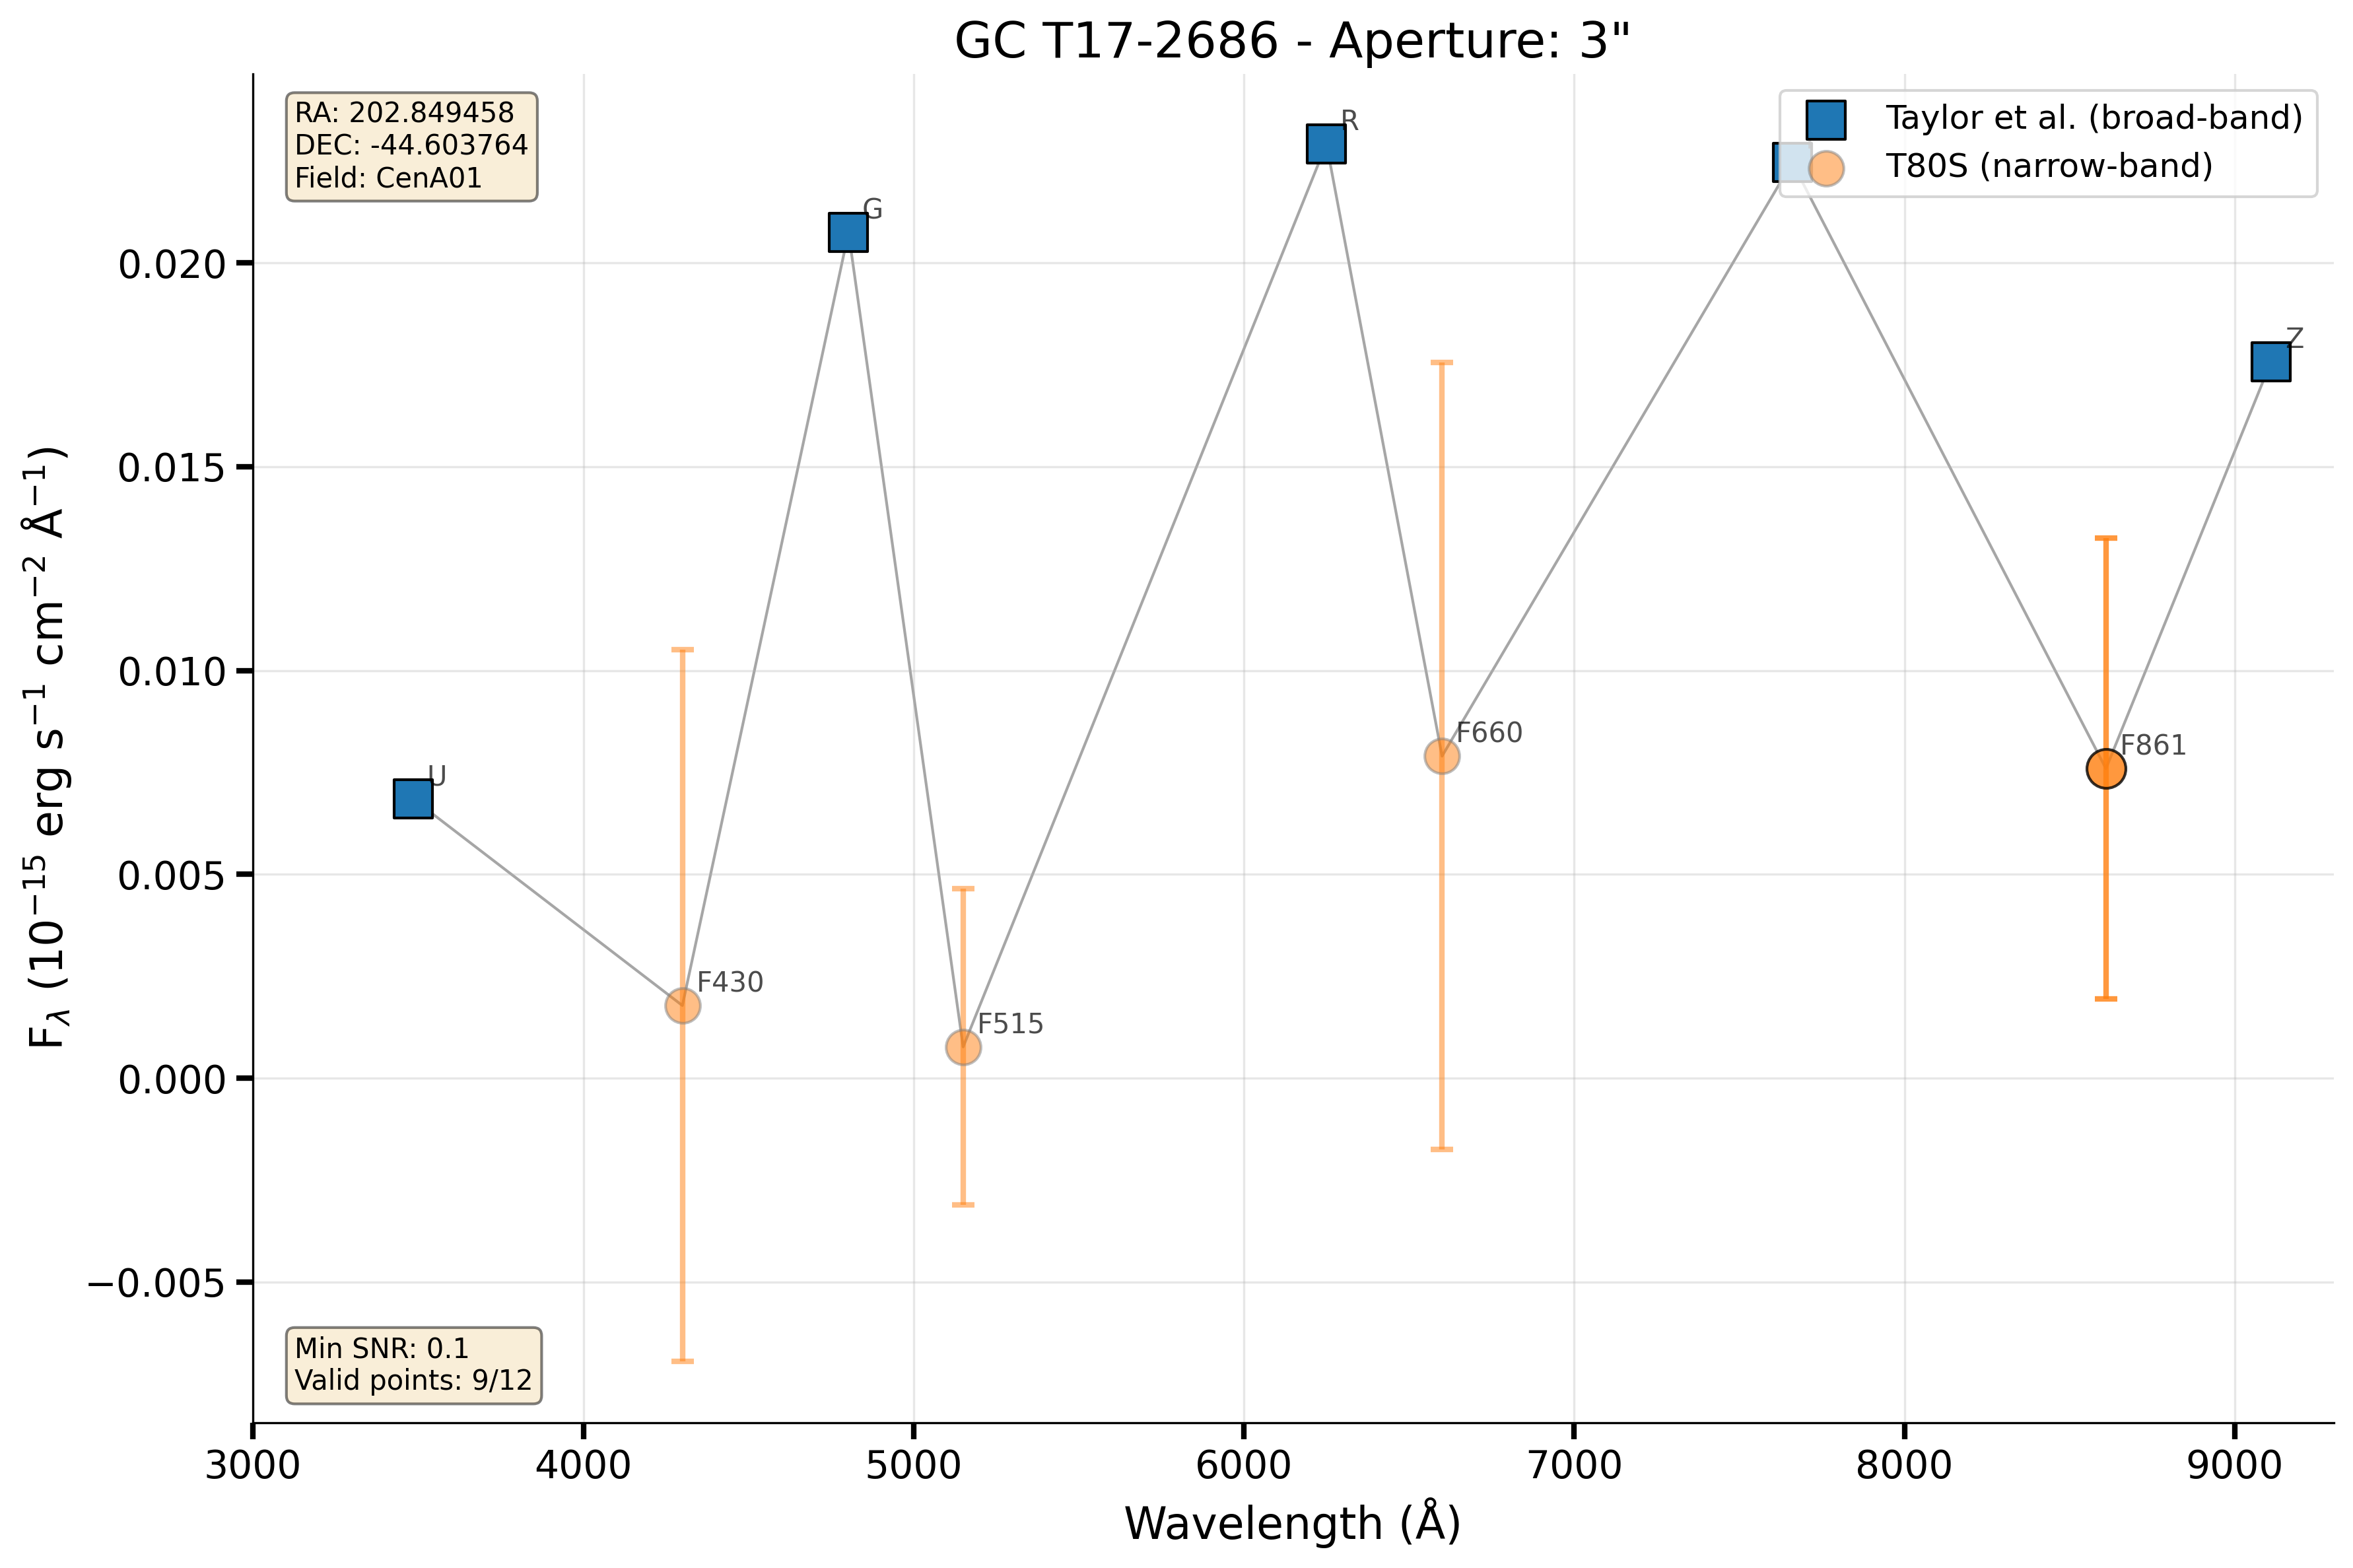 GC T17-2686 - Aperture: 3"
RA: 202.849458
DEC: -44.603764
Field: CenA01
Taylor et al. (broad-band)
T80S (narrow-band)
R
G
Z
U
F660
F861
F430
F515
0.020
0.015
0.010
0.005
0.000
−0.005
F_λ (10⁻¹⁵ erg s⁻¹ cm⁻² Å⁻¹)
Min SNR: 0.1
Valid points: 9/12
3000 4000 5000 6000 7000 8000 9000
Wavelength (Å)